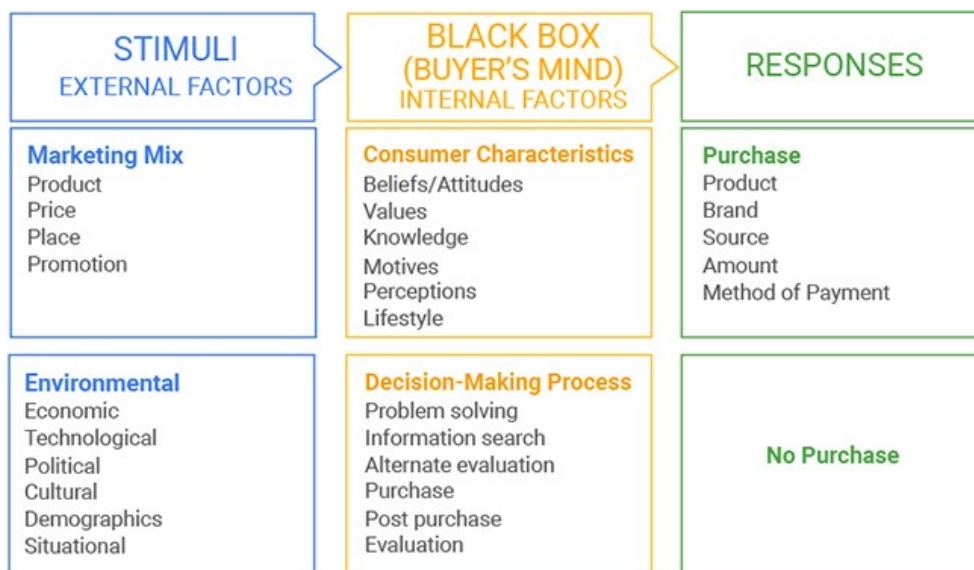 STIMULI
EXTERNAL FACTORS
BLACK BOX
(BUYER'S MIND)
INTERNAL FACTORS
RESPONSES
Marketing Mix
Product
Price
Place
Promotion
Consumer Characteristics
Beliefs/Attitudes
Values
Knowledge
Motives
Perceptions
Lifestyle
Purchase
Product
Brand
Source
Amount
Method of Payment
Environmental
Economic
Technological
Political
Cultural
Demographics
Situational
Decision-Making Process
Problem solving
Information search
Alternate evaluation
Purchase
Post purchase
Evaluation
No Purchase